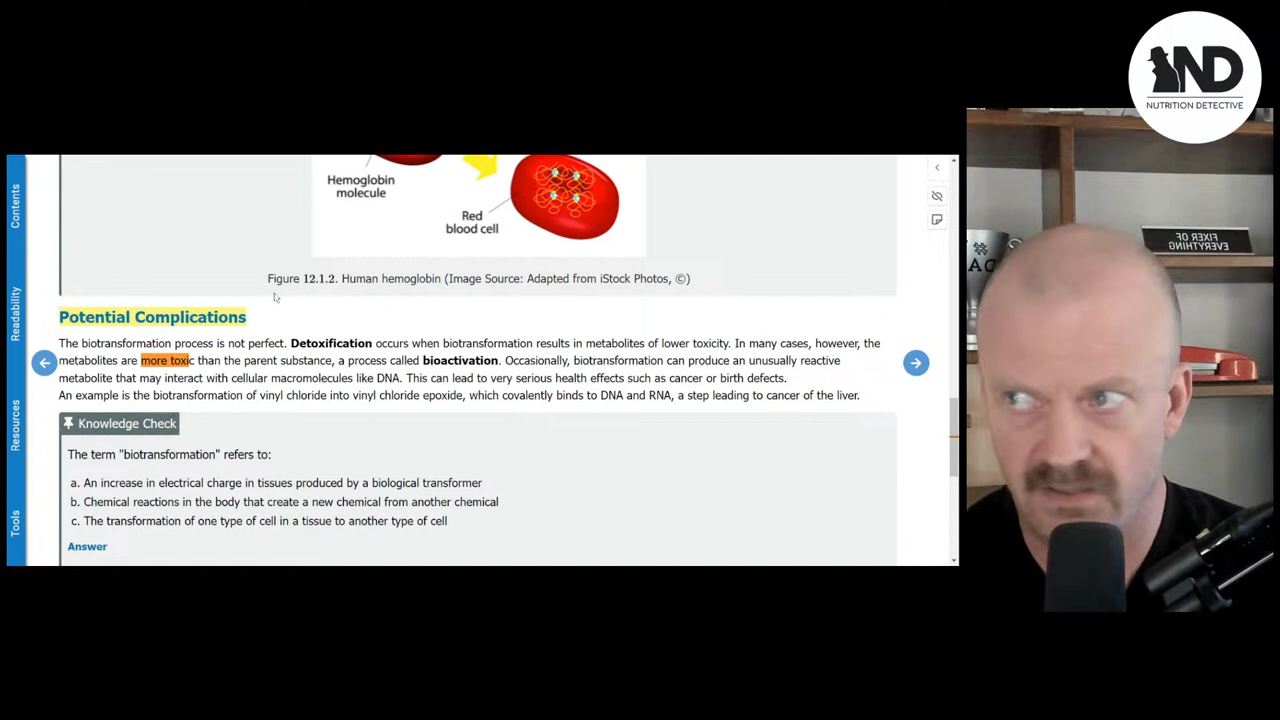 ND
NUTRITION DETECTIVE
Contents
Hemoglobin
molecule
Red
blood cell
Figure 12.1.2. Human hemoglobin (Image Source: Adapted from iStock Photos, ©)
FIXER OF
EVERYTHING
DA
Readability
Potential Complications
The biotransformation process is not perfect. Detoxification occurs when biotransformation results in metabolites of lower toxicity. In many cases, however, the
metabolites are more toxic than the parent substance, a process called bioactivation. Occasionally, biotransformation can produce an unusually reactive
metabolite that may interact with cellular macromolecules like DNA. This can lead to very serious health effects such as cancer or birth defects.
An example is the biotransformation of vinyl chloride into vinyl chloride epoxide, which covalently binds to DNA and RNA, a step leading to cancer of the liver.
Resources
Knowledge Check
The term "biotransformation" refers to:
a. An increase in electrical charge in tissues produced by a biological transformer
b. Chemical reactions in the body that create a new chemical from another chemical
c. The transformation of one type of cell in a tissue to another type of cell
Tools
Answer